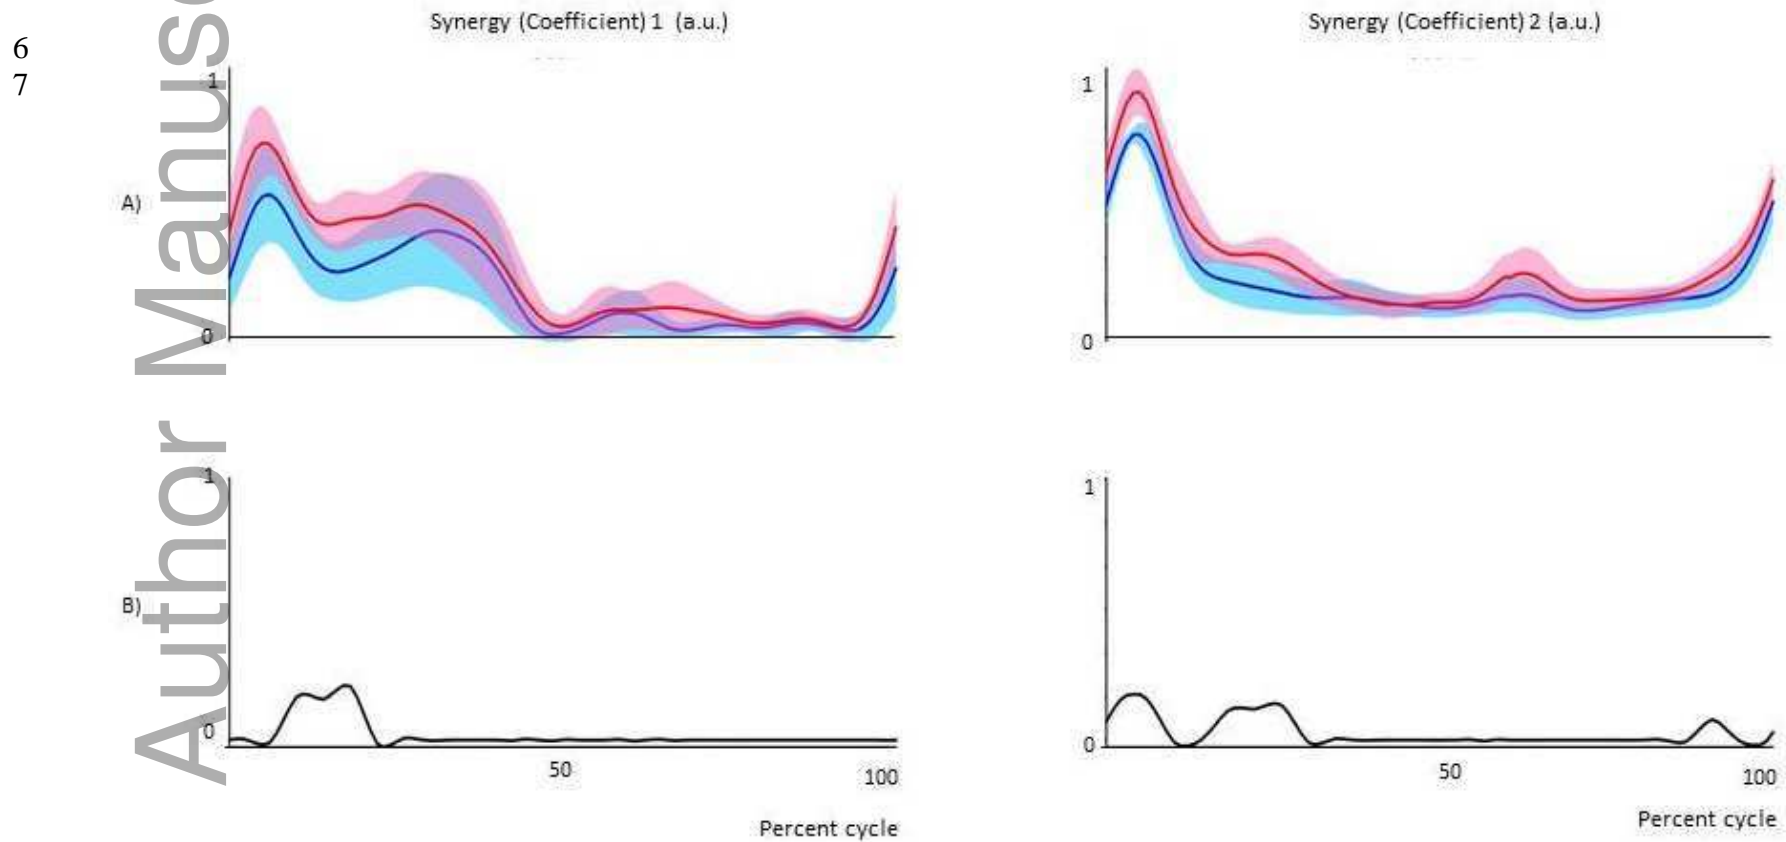 6
7
Synergy (Coefficient) 1 (a.u.)
Synergy (Coefficient) 2 (a.u.)
1
1
A)
0
0
1
1
B)
0
0
50
100
50
100
Percent cycle
Percent cycle
Author Manus